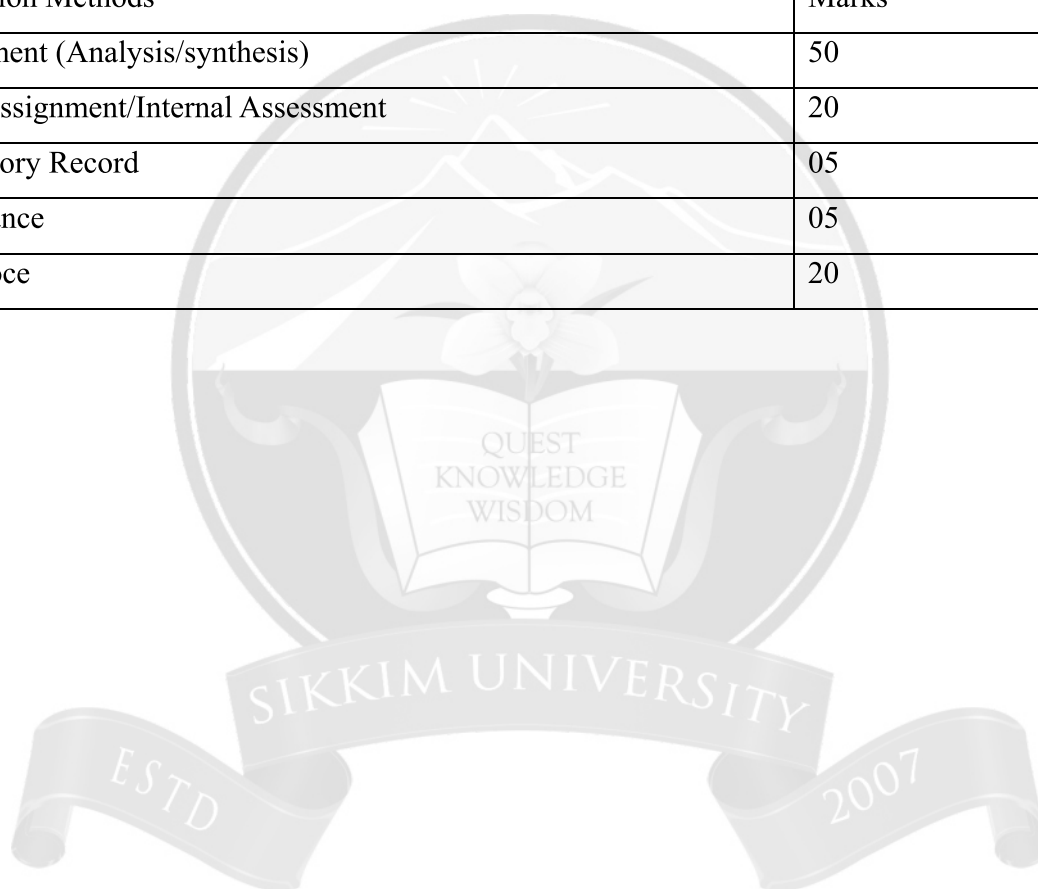 ion Methods Marks
ment (Analysis/synthesis) 50
ssignment/Internal Assessment 20
ory Record 05
ance 05
oce 20
QUEST
KNOWLEDGE
WISDOM
SIKKIM UNIVERSITY
ESTD 2007